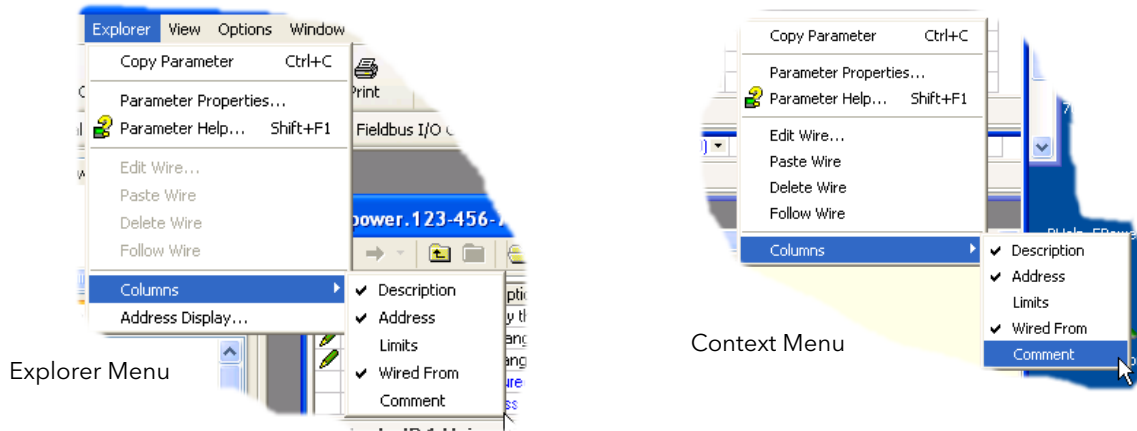 Explorer View Options Window
Copy Parameter Ctrl+C
Parameter Properties...
Parameter Help... Shift+F1
Edit Wire...
Paste Wire
Delete Wire
Follow Wire
Columns
Address Display...
Description
Address
Limits
Wired From
Comment
Print
Fieldbus I/O
power.123-456-
Explorer Menu
Copy Parameter Ctrl+C
Parameter Properties...
Parameter Help... Shift+F1
Edit Wire...
Paste Wire
Delete Wire
Follow Wire
Columns
Description
Address
Limits
Wired From
Comment
Context Menu